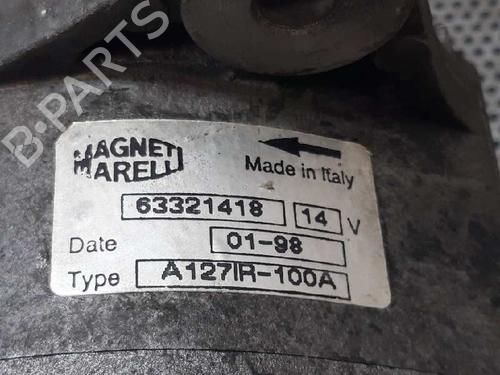 B-PARTS
MAGNETI
MARELLI
Made in Italy
63321418 14 V
Date 01-98
Type A127IR-100A